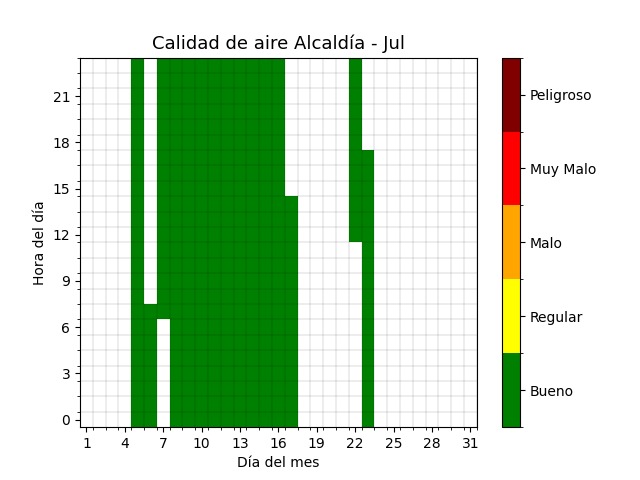 Calidad de aire Alcaldía - Jul
Hora del día
21
18
15
12
9
6
3
0
1 4 7 10 13 16 19 22 25 28 31
Día del mes
Peligroso
Muy Malo
Malo
Regular
Bueno